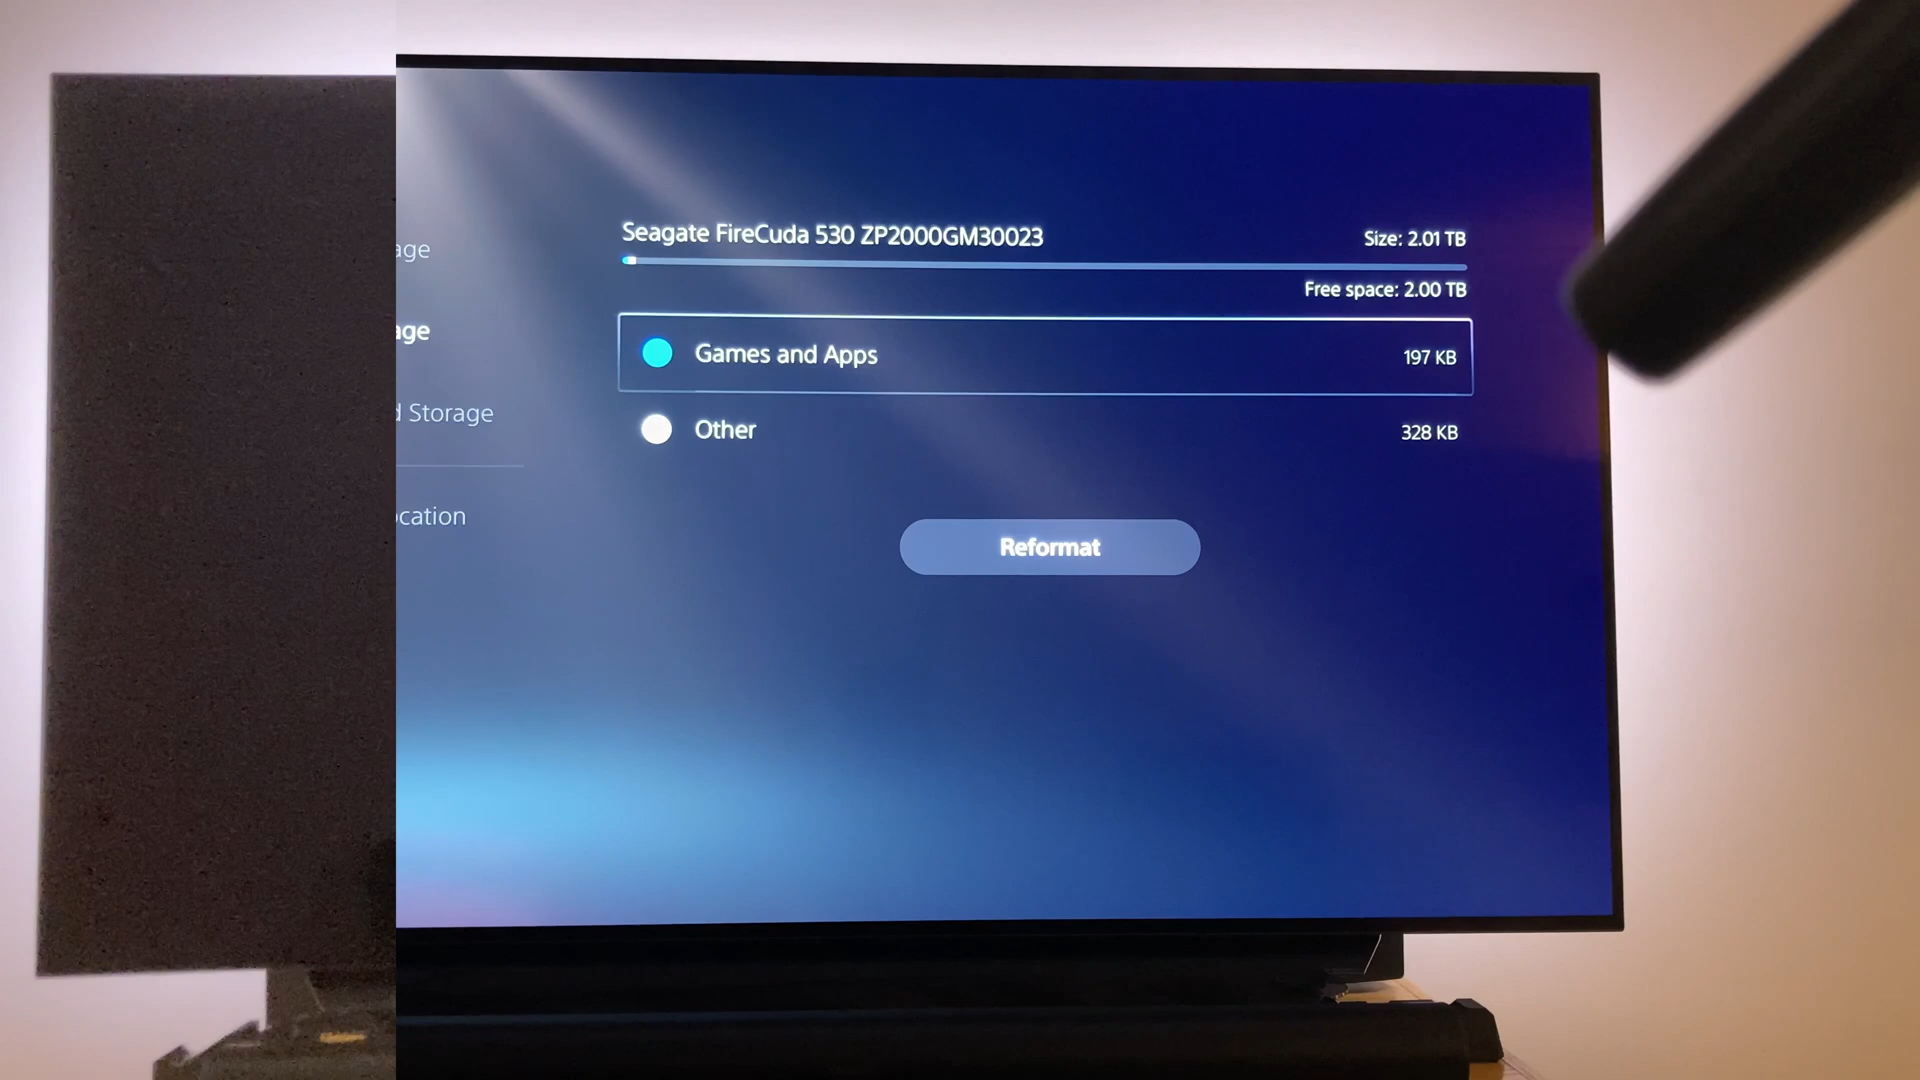 Seagate FireCuda 530 ZP2000GM30023
Size: 2.01 TB
Free space: 2.00 TB
Games and Apps
197 KB
Other
328 KB
Reformat
age
age
d Storage
ocation